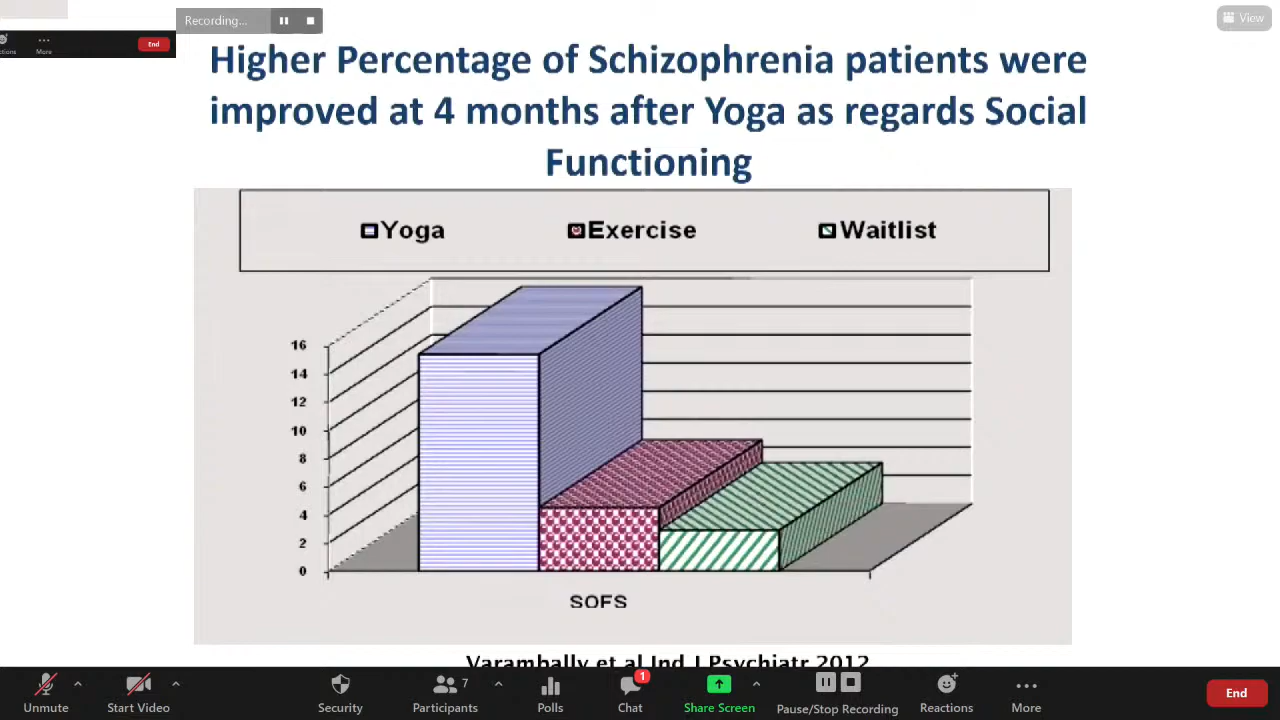 Recording...
View
ctions
More
End
Higher Percentage of Schizophrenia patients were
improved at 4 months after Yoga as regards Social
Functioning
Yoga Exercise Waitlist
16
14
12
10
8
6
4
2
0
SOFS
Varambally et al Ind J Psychiatr 2012
Unmute
Start Video
Security
7
Participants
Polls
1
Chat
Share Screen
Pause/Stop Recording
Reactions
More
End